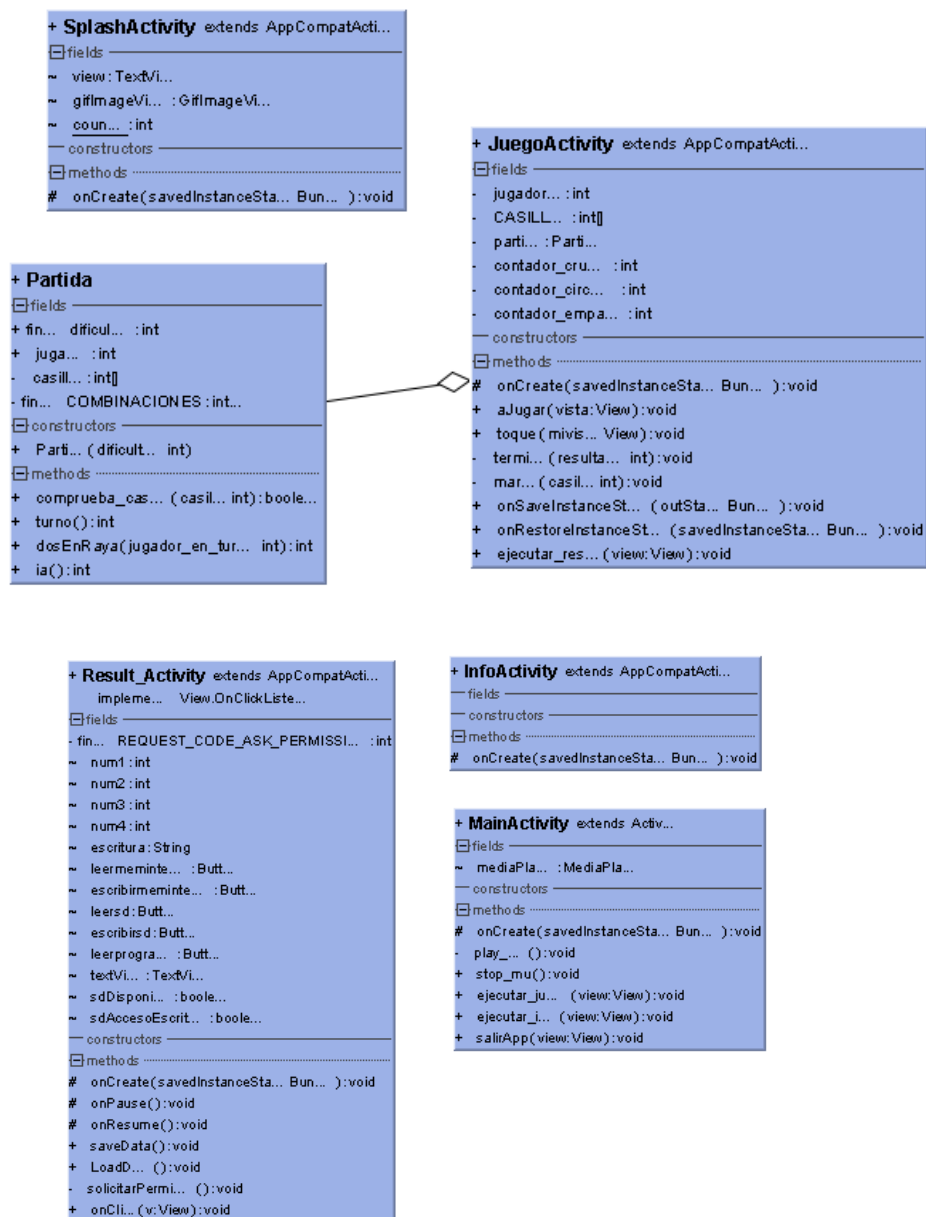 + SplashActivity extends AppCompatActi...
fields
~ view:TextVi...
~ gifImageVi... :GifImageVi...
~ coun... :int
constructors
methods
# onCreate(savedInstanceSta... Bun... ):void
+ JuegoActivity extends AppCompatActi...
fields
- jugador... :int
- CASILL... :int[]
- parti... :Parti...
- contador_cru... :int
- contador_circ... :int
- contador_empa... :int
constructors
methods
# onCreate(savedInstanceSta... Bun... ):void
+ aJugar(vista:View):void
+ toque(mivis... View):void
- termi... (resulta... int):void
- mar... (casil... int):void
+ onSaveInstanceSt... (outSta... Bun... ):void
+ onRestoreInstanceSt... (savedInstanceSta... Bun... ):void
+ ejecutar_res... (view:View):void
+ Partida
fields
+ fin... dificul... :int
+ juga... :int
- casill... :int[]
- fin... COMBINACIONES:int...
constructors
+ Parti... (dificult... int)
methods
+ comprueba_cas... (casil... int):boole...
+ turno():int
+ dosEnRaya(jugador_en_tur... int):int
+ ia():int
+ Result_Activity extends AppCompatActi...
impleme... View.OnClickListe...
fields
- fin... REQUEST_CODE_ASK_PERMISSI... :int
~ num1:int
~ num2:int
~ num3:int
~ num4:int
~ escritura:String
~ leermeminte... :Butt...
~ escribirmeminte... :Butt...
~ leersd:Butt...
~ escribirsd:Butt...
~ leerprogra... :Butt...
~ textVi... :TextVi...
~ sdDisponi... :boole...
~ sdAccesoEscrit... :boole...
constructors
methods
# onCreate(savedInstanceSta... Bun... ):void
# onPause():void
# onResume():void
+ saveData():void
+ LoadD... ():void
- solicitarPermi... ():void
+ onCli...(v:View):void
+ InfoActivity extends AppCompatActi...
fields
constructors
methods
# onCreate(savedInstanceSta... Bun... ):void
+ MainActivity extends Activ...
fields
~ mediaPla... :MediaPla...
constructors
methods
# onCreate(savedInstanceSta... Bun... ):void
- play_... ():void
+ stop_mu():void
+ ejecutar_ju... (view:View):void
+ ejecutar_i... (view:View):void
+ salirApp(view:View):void